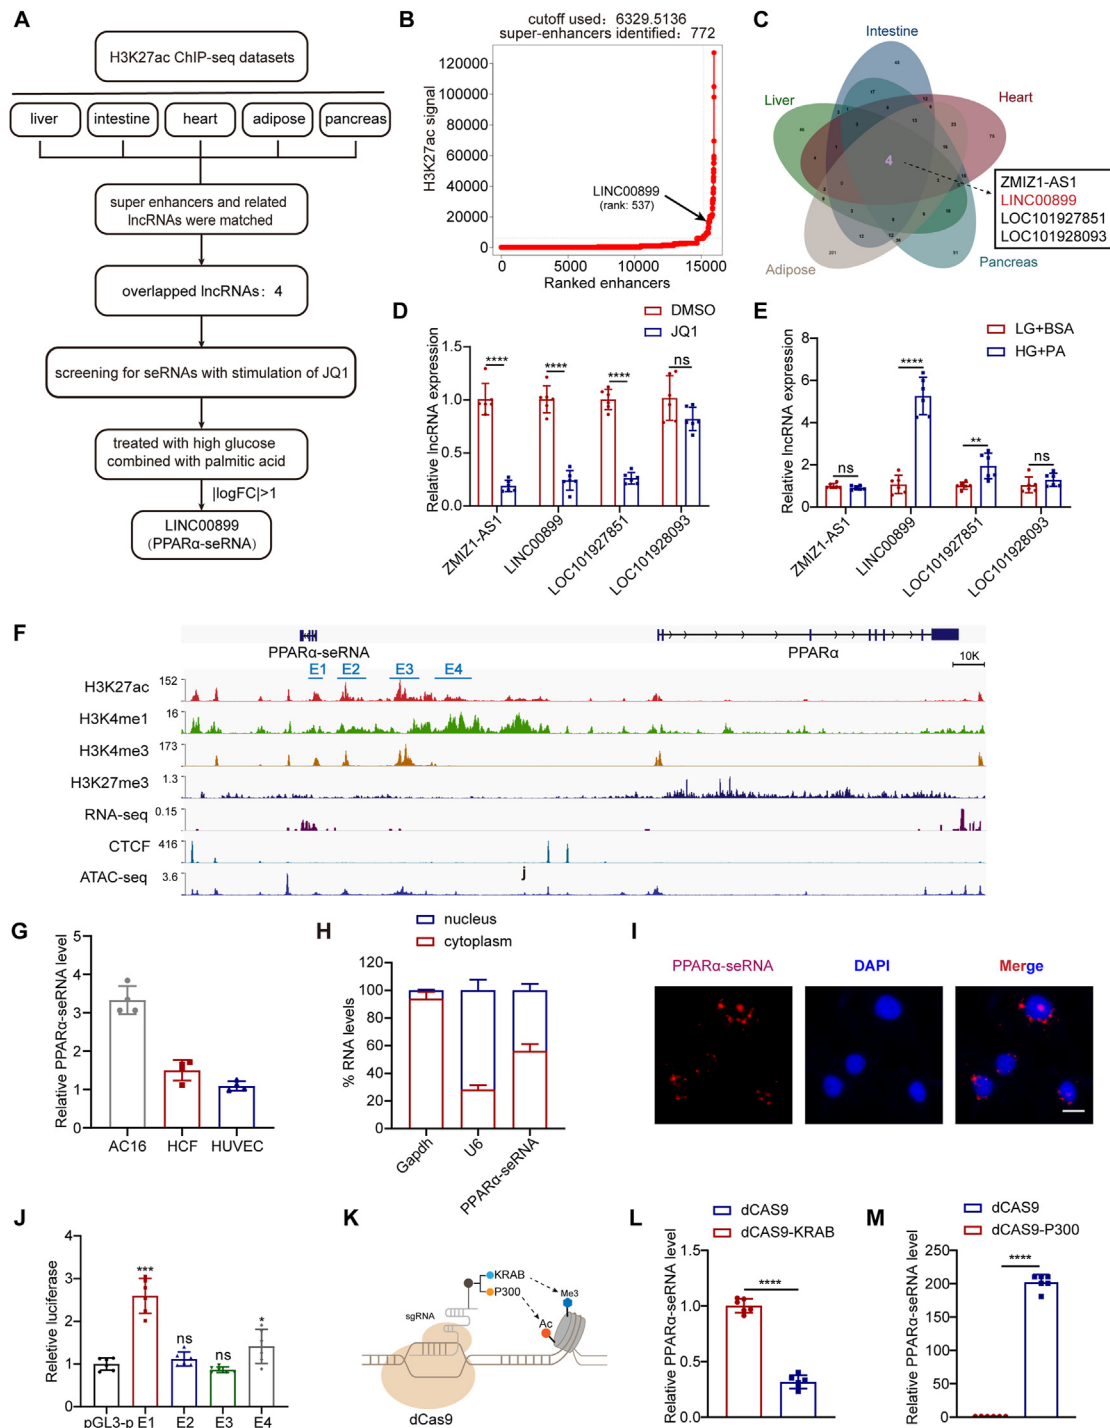 A
H3K27ac ChIP-seq datasets
liver
intestine
heart
adipose
pancreas
super enhancers and related
lncRNAs were matched
overlapped lncRNAs: 4
screening for seRNAs with stimulation of JQ1
treated with high glucose
combined with palmitic acid
|logFC|>1
LINC00899
(PPARα-seRNA)
B
cutoff used: 6329.5136
super-enhancers identified: 772
H3K27ac signal
120000
100000
80000
60000
40000
20000
0
LINC00899
(rank: 537)
0
5000
10000
15000
Ranked enhancers
C
Intestine
Liver
Heart
Adipose
Pancreas
4
ZMIZ1-AS1
LINC00899
LOC101927851
LOC101928093
D
DMSO
JQ1
Relative lncRNA expression
1.5
1.0
0.5
0.0
****
****
****
ns
ZMIZ1-AS1
LINC00899
LOC101927851
LOC101928093
E
LG+BSA
HG+PA
Relative lncRNA expression
8
6
4
2
0
ns
****
**
ns
ZMIZ1-AS1
LINC00899
LOC101927851
LOC101928093
F
PPARα-seRNA
PPARα
10K
E1
E2
E3
E4
H3K27ac
152
H3K4me1
16
H3K4me3
173
H3K27me3
1.3
RNA-seq
0.15
CTCF
416
ATAC-seq
3.6
j
G
Relative PPARα-seRNA level
5
4
3
2
1
0
AC16
HCF
HUVEC
H
nucleus
cytoplasm
% RNA levels
120
100
80
60
40
20
0
Gapdh
U6
PPARα-seRNA
I
PPARα-seRNA
DAPI
Merge
J
Relative luciferase
4
3
2
1
0
***
ns
ns
*
pGL3-p
E1
E2
E3
E4
K
KRAB
P300
sgRNA
Me3
Ac
dCas9
L
dCAS9
dCAS9-KRAB
Relative PPARα-seRNA level
1.5
1.0
0.5
0.0
****
M
dCAS9
dCAS9-P300
Relative PPARα-seRNA level
250
200
150
100
50
0
****